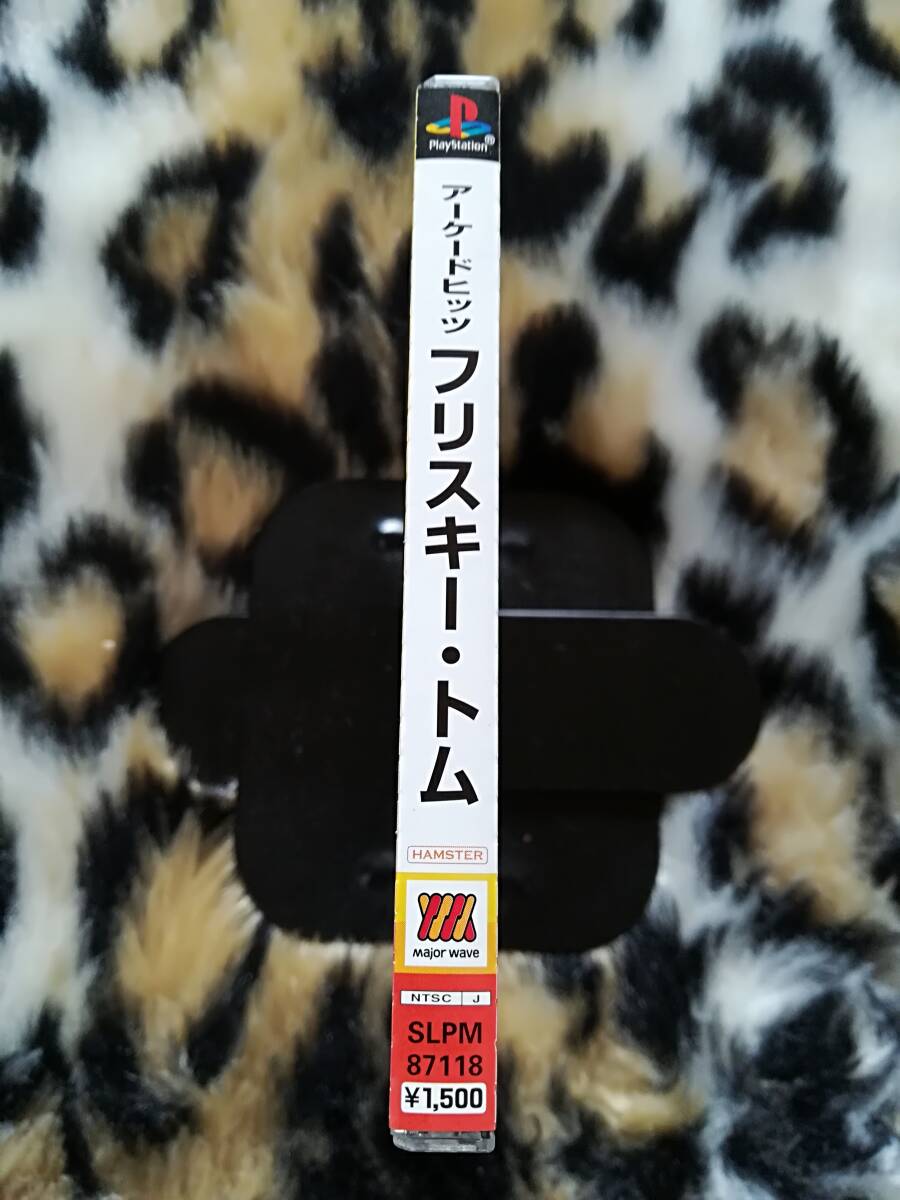 PlayStation
アーケードヒッツ フリスキー・トム
HAMSTER
Major wave
NTSC J
SLPM
87118
¥1,500